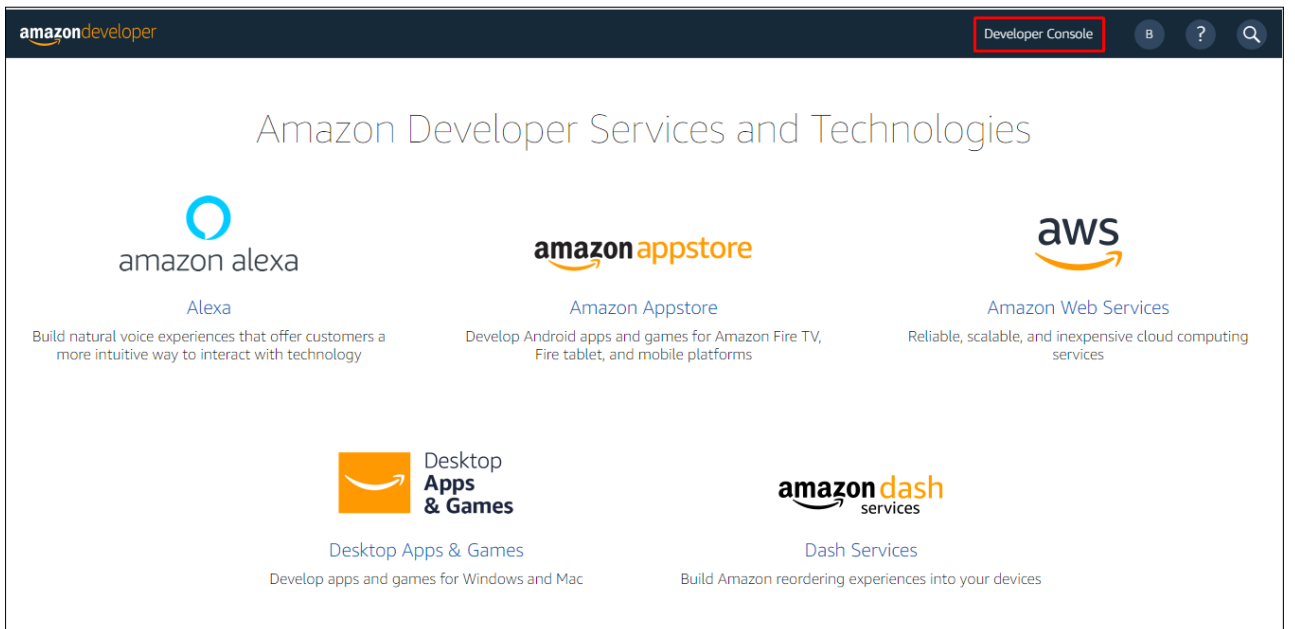 amazondeveloper
Developer Console
B
?
Amazon Developer Services and Technologies
amazon alexa
Alexa
Build natural voice experiences that offer customers a
more intuitive way to interact with technology
amazon appstore
Amazon Appstore
Develop Android apps and games for Amazon Fire TV,
Fire tablet, and mobile platforms
aws
Amazon Web Services
Reliable, scalable, and inexpensive cloud computing
services
Desktop
Apps
& Games
Desktop Apps & Games
Develop apps and games for Windows and Mac
amazon dash
services
Dash Services
Build Amazon reordering experiences into your devices